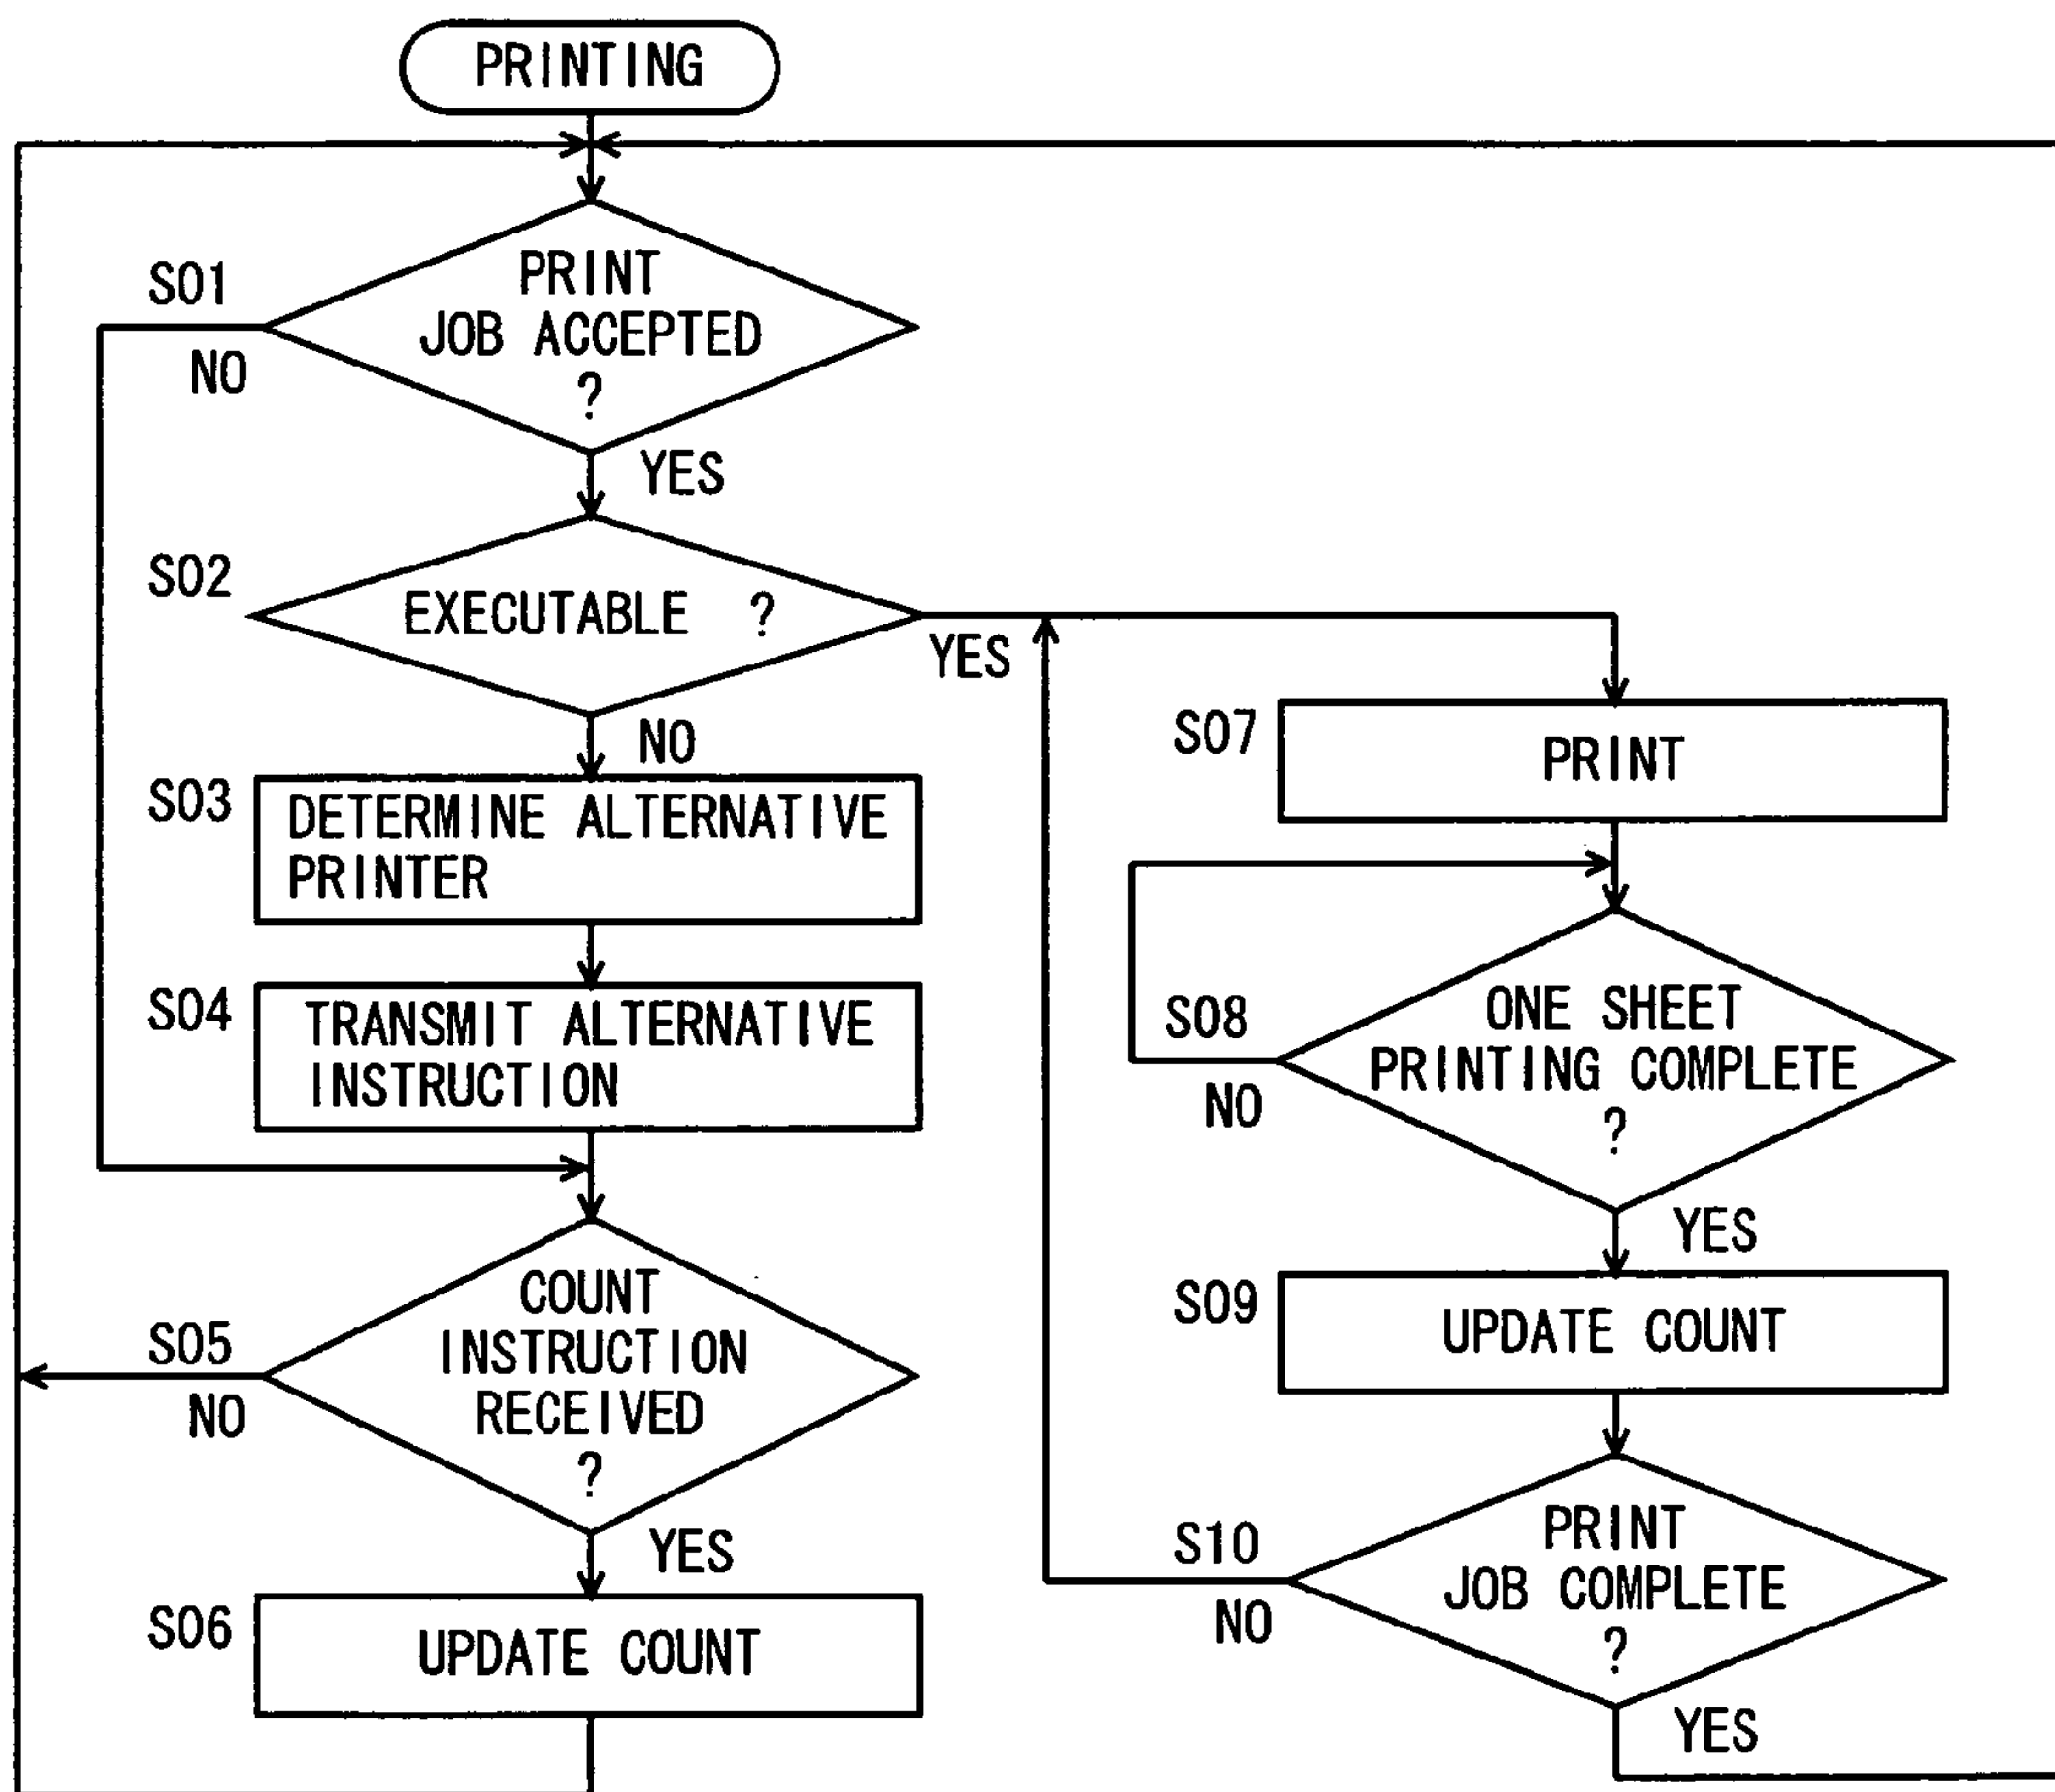 PRINTING
S01
PRINT
JOB ACCEPTED
?
NO
YES
S02
EXECUTABLE ?
YES
NO
S03
DETERMINE ALTERNATIVE
PRINTER
S04
TRANSMIT ALTERNATIVE
INSTRUCTION
S05
COUNT
INSTRUCTION
RECEIVED
?
NO
YES
S06
UPDATE COUNT
S07
PRINT
S08
ONE SHEET
PRINTING COMPLETE
?
NO
YES
S09
UPDATE COUNT
S10
PRINT
JOB COMPLETE
?
NO
YES